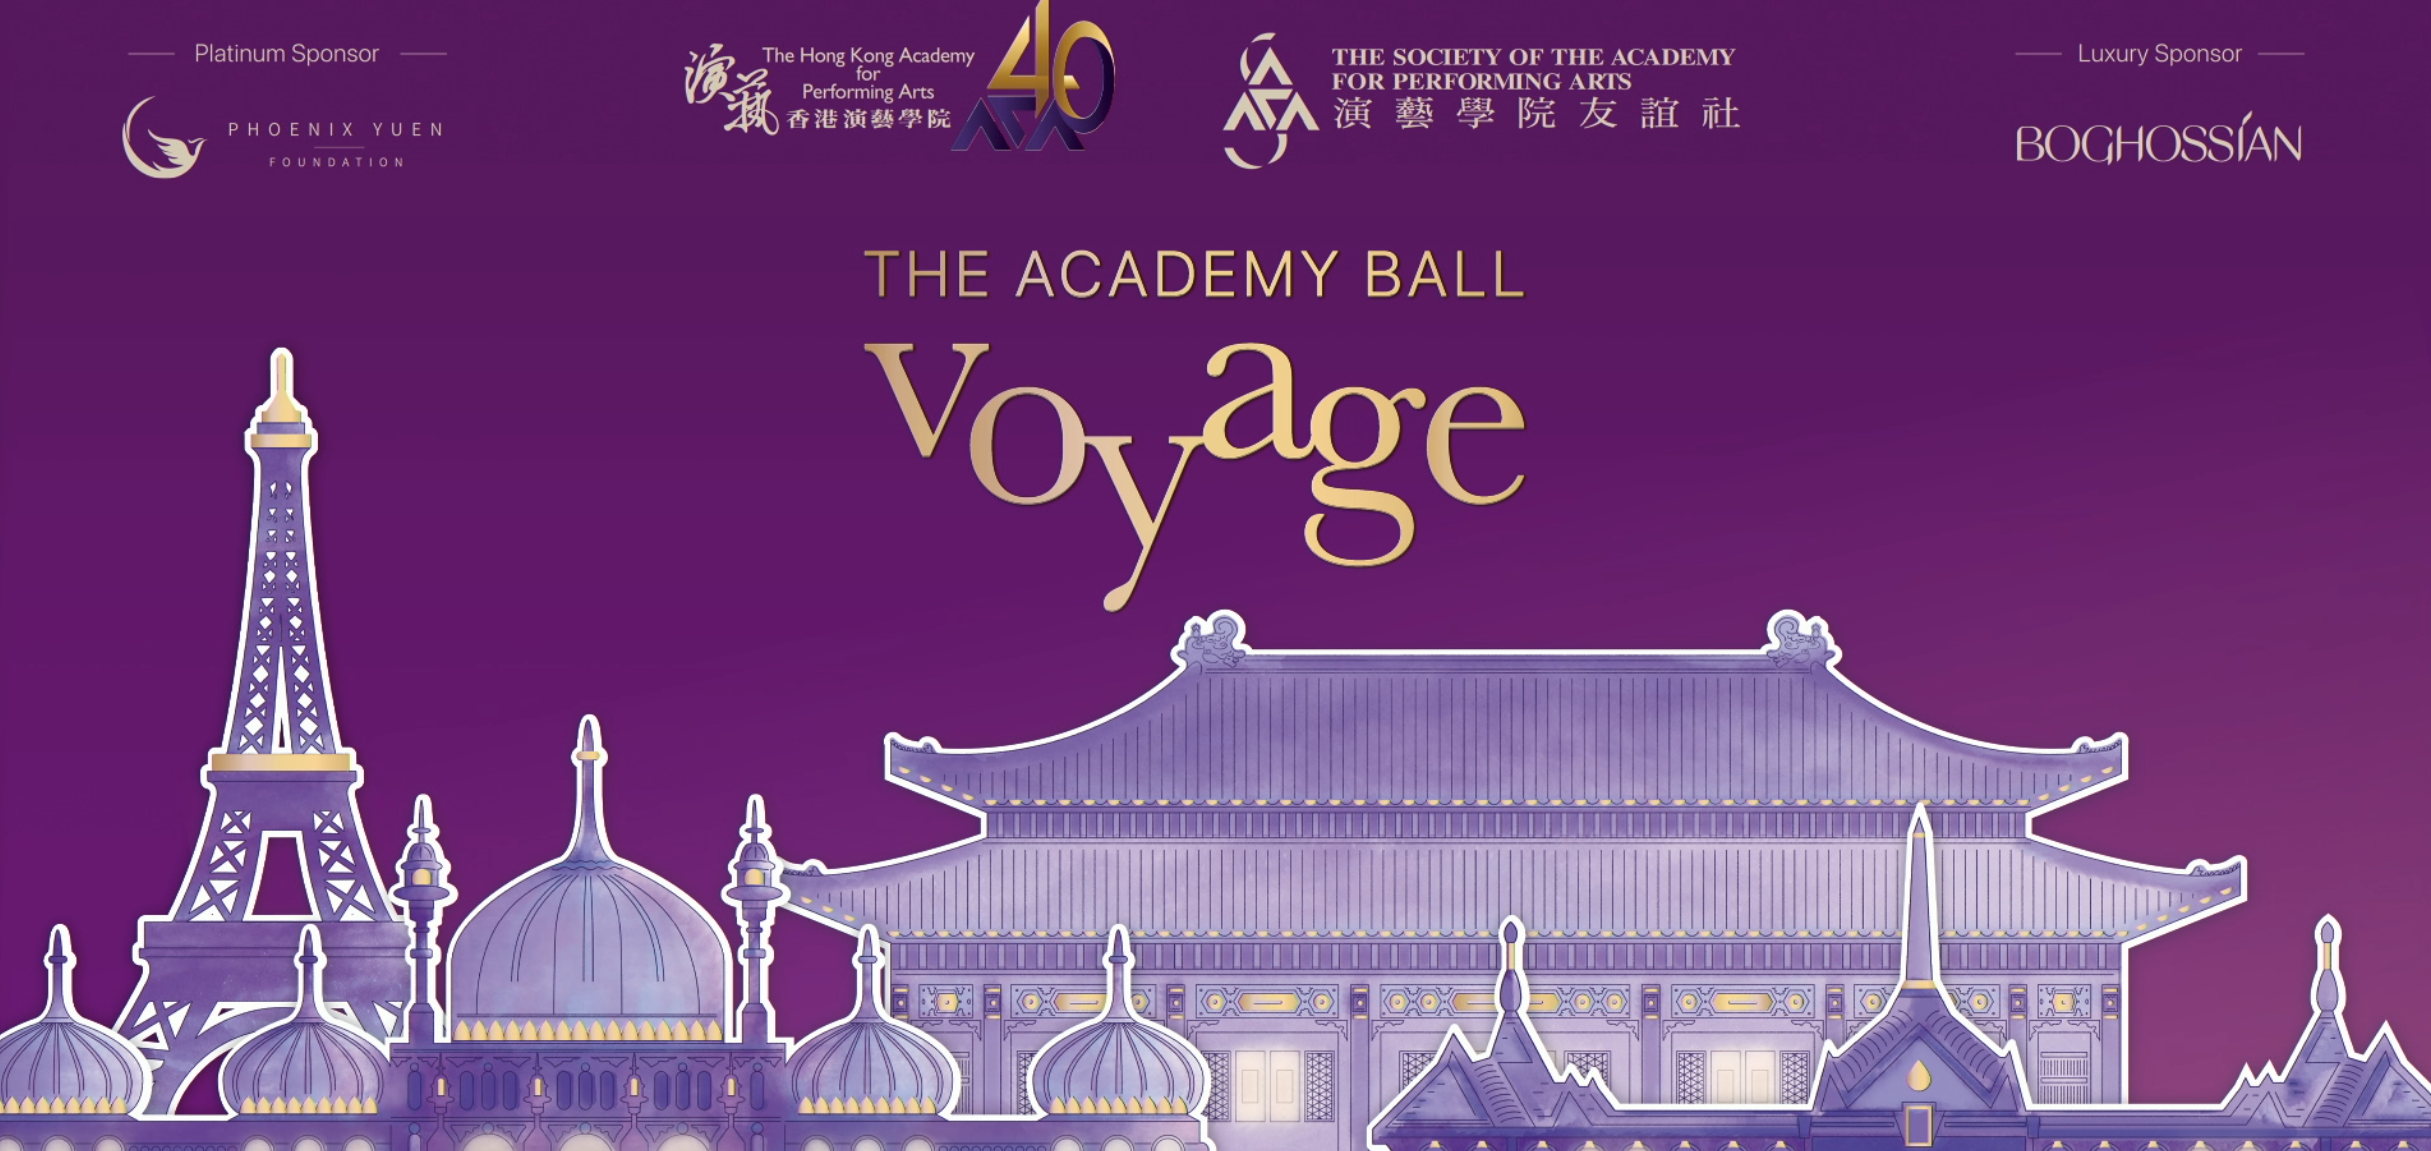 Platinum Sponsor
PHOENIX YUEN
FOUNDATION
演藝
The Hong Kong Academy
for
Performing Arts
香港演藝學院
40
THE SOCIETY OF THE ACADEMY
FOR PERFORMING ARTS
演藝學院友誼社
Luxury Sponsor
BOGHOSSIAN
THE ACADEMY BALL
Voyage